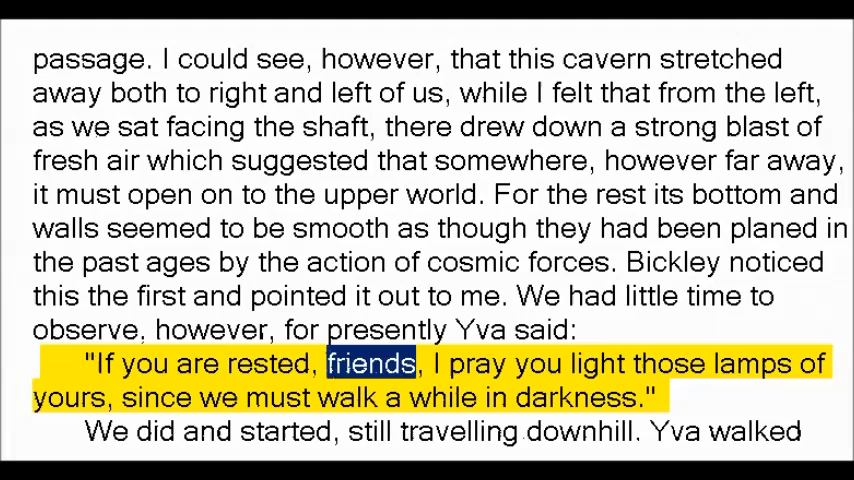 passage. I could see, however, that this cavern stretched
away both to right and left of us, while I felt that from the left,
as we sat facing the shaft, there drew down a strong blast of
fresh air which suggested that somewhere, however far away,
it must open on to the upper world. For the rest its bottom and
walls seemed to be smooth as though they had been planed in
the past ages by the action of cosmic forces. Bickley noticed
this the first and pointed it out to me. We had little time to
observe, however, for presently Yva said:
"If you are rested, friends, I pray you light those lamps of
yours, since we must walk a while in darkness."
We did and started, still travelling downhill. Yva walked